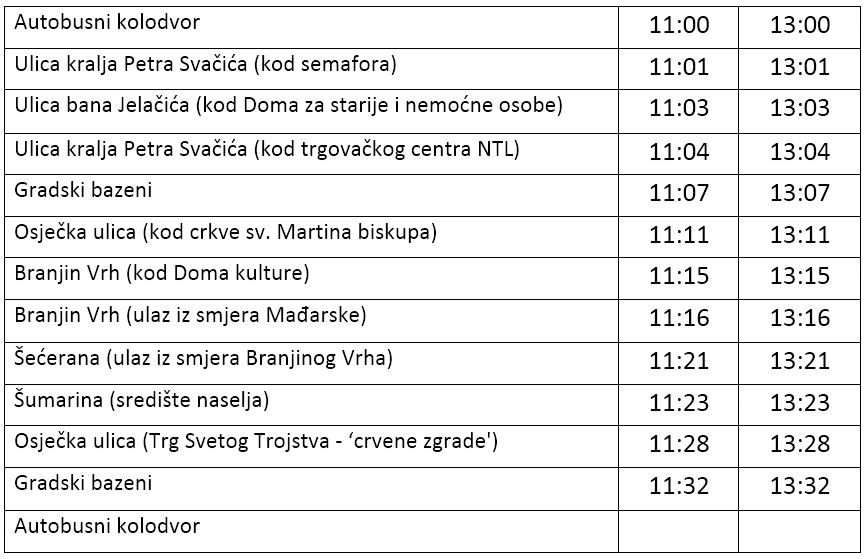 Autobusni kolodvor 11:00 13:00
Ulica kralja Petra Svačića (kod semafora) 11:01 13:01
Ulica bana Jelačića (kod Doma za starije i nemoćne osobe) 11:03 13:03
Ulica kralja Petra Svačića (kod trgovačkog centra NTL) 11:04 13:04
Gradski bazeni 11:07 13:07
Osječka ulica (kod crkve sv. Martina biskupa) 11:11 13:11
Branjin Vrh (kod Doma kulture) 11:15 13:15
Branjin Vrh (ulaz iz smjera Mađarske) 11:16 13:16
Šećerana (ulaz iz smjera Branjinog Vrha) 11:21 13:21
Šumarina (središte naselja) 11:23 13:23
Osječka ulica (Trg Svetog Trojstva - ‘crvene zgrade') 11:28 13:28
Gradski bazeni 11:32 13:32
Autobusni kolodvor